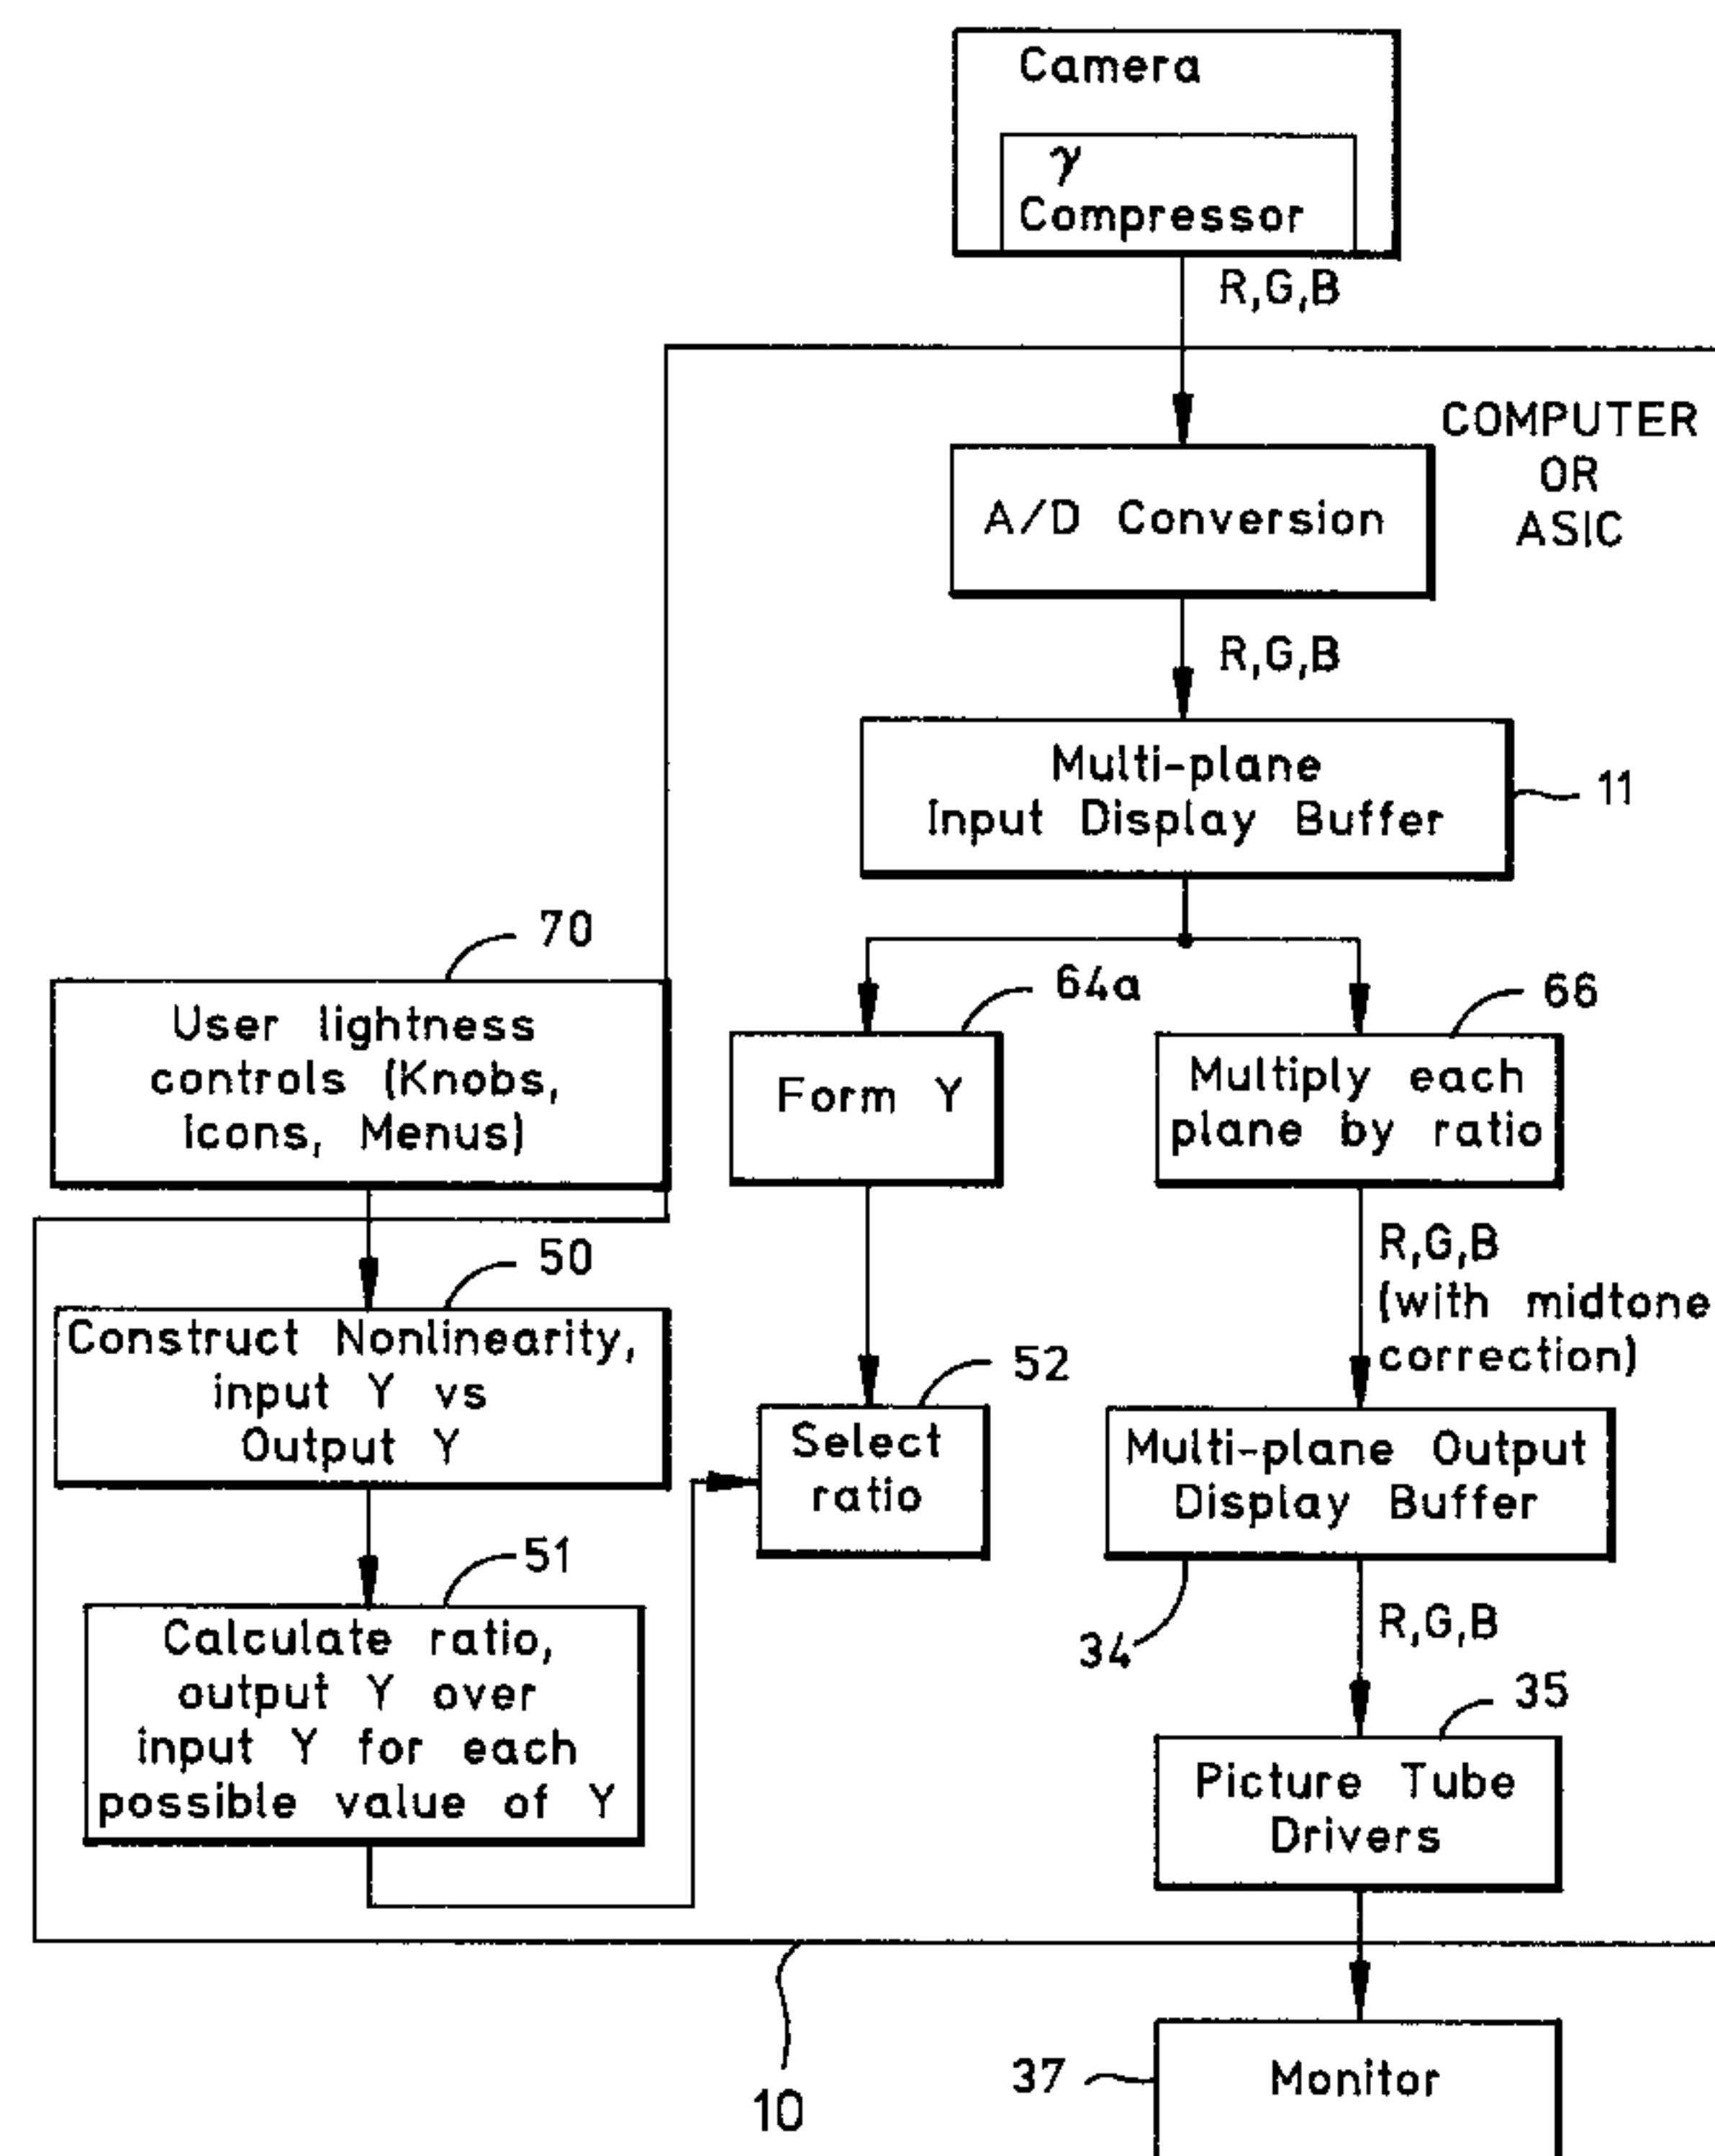 Camera
γ
Compressor
R,G,B
COMPUTER
OR
ASIC
A/D Conversion
R,G,B
Multi-plane
Input Display Buffer
11
70
User lightness
controls (Knobs,
icons, Menus)
64a
Form Y
66
Multiply each
plane by ratio
R,G,B
(with midtone
correction)
50
Construct Nonlinearity,
input Y vs
Output Y
52
Select
ratio
Multi-plane Output
Display Buffer
34
51
Calculate ratio,
output Y over
input Y for each
possible value of Y
R,G,B
35
Picture Tube
Drivers
10
37
Monitor